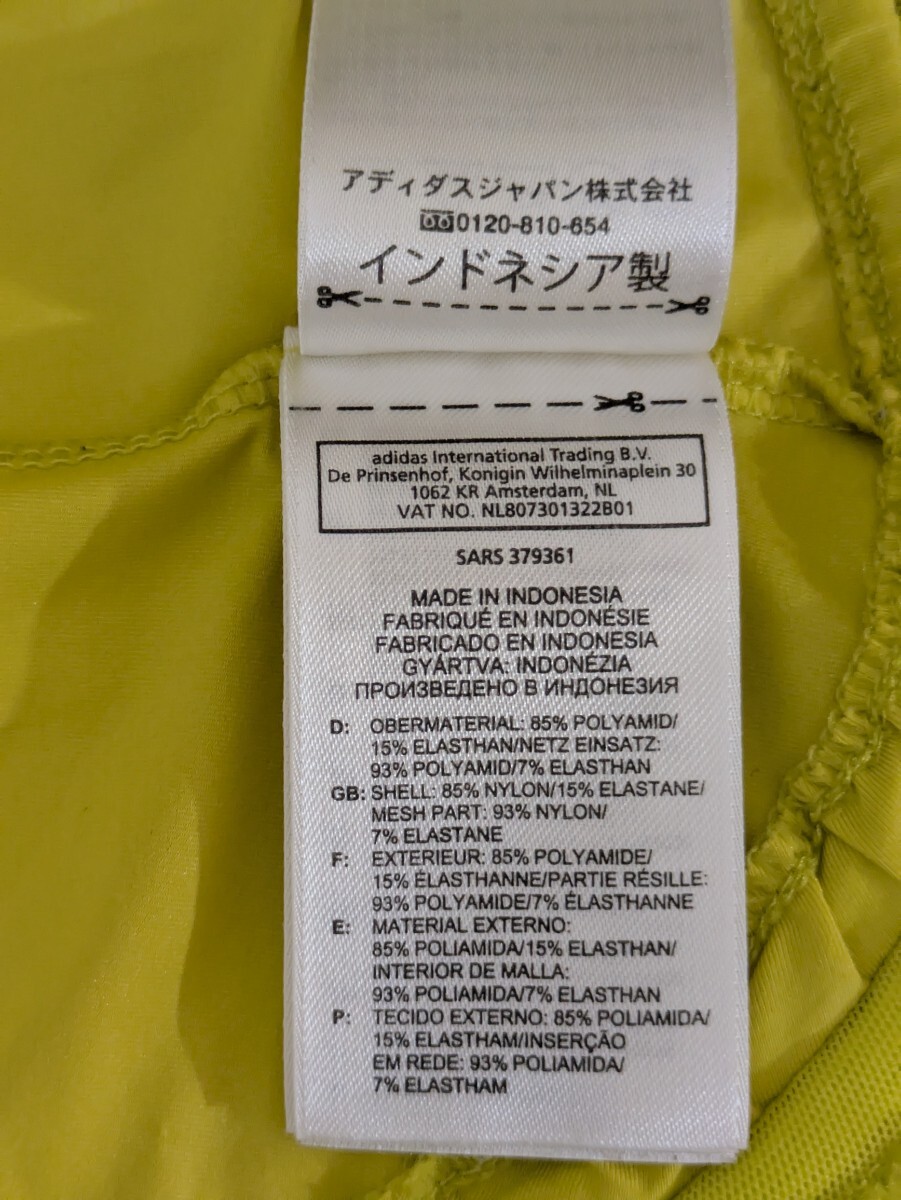 アディダスジャパン株式会社
0120-810-654
インドネシア製
adidas International Trading B.V.
De Prinsenhof, Konigin Wilhelminaplein 30
1062 KR Amsterdam, NL
VAT NO. NL807301322B01
SARS 379361
MADE IN INDONESIA
FABRIQUÉ EN INDONÉSIE
FABRICADO EN INDONESIA
GYÁRTVA: INDONÉZIA
ПРОИЗВЕДЕНО В ИНДОНЕЗИЯ
D: OBERMATERIAL: 85% POLYAMID/
15% ELASTHAN/NETZ EINSATZ:
93% POLYAMID/7% ELASTHAN
GB: SHELL: 85% NYLON/15% ELASTANE/
MESH PART: 93% NYLON/
7% ELASTANE
F: EXTERIEUR: 85% POLYAMIDE/
15% ÉLASTHANNE/PARTIE RÉSILLE:
93% POLYAMIDE/7% ÉLASTHANNE
E: MATERIAL EXTERNO:
85% POLIAMIDA/15% ELASTHAN/
INTERIOR DE MALLA:
93% POLIAMIDA/7% ELASTHAN
P: TECIDO EXTERNO: 85% POLIAMIDA/
15% ELASTHAM/INSERÇÃO
EM REDE: 93% POLIAMIDA/
7% ELASTHAM